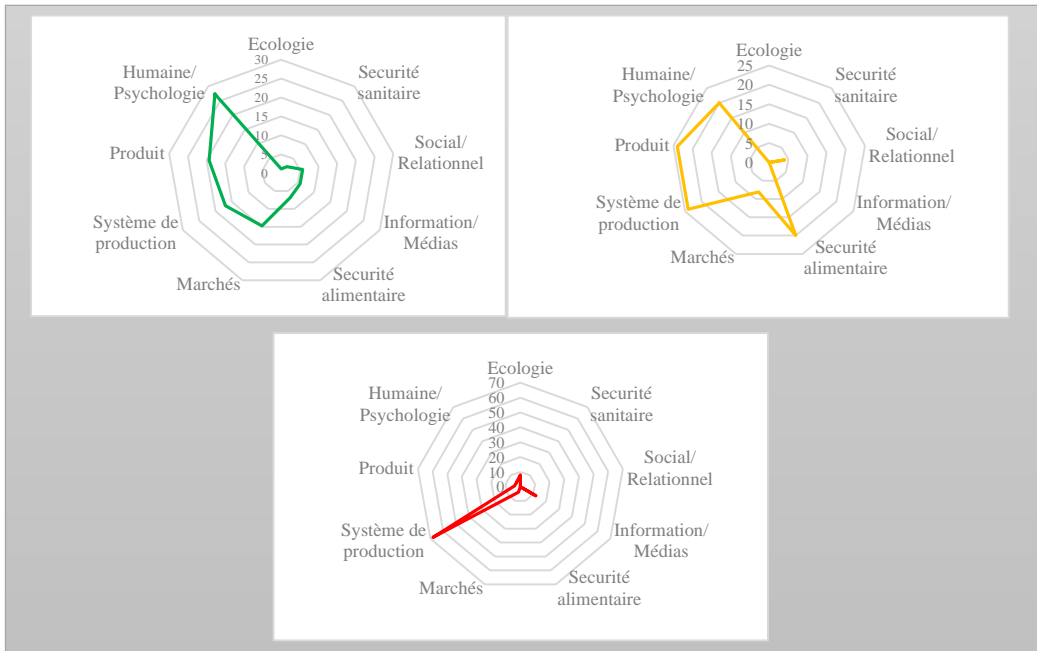 Ecologie
30
25
20
15
10
5
0
Securité
sanitaire
Social/
Relationnel
Information/
Médias
Securité
alimentaire
Marchés
Système de
production
Produit
Humaine/
Psychologie
Ecologie
25
20
15
10
5
0
Securité
sanitaire
Social/
Relationnel
Information/
Médias
Securité
alimentaire
Marchés
Système de
production
Produit
Humaine/
Psychologie
Ecologie
70
60
50
40
30
20
10
0
Securité
sanitaire
Social/
Relationnel
Information/
Médias
Securité
alimentaire
Marchés
Système de
production
Produit
Humaine/
Psychologie